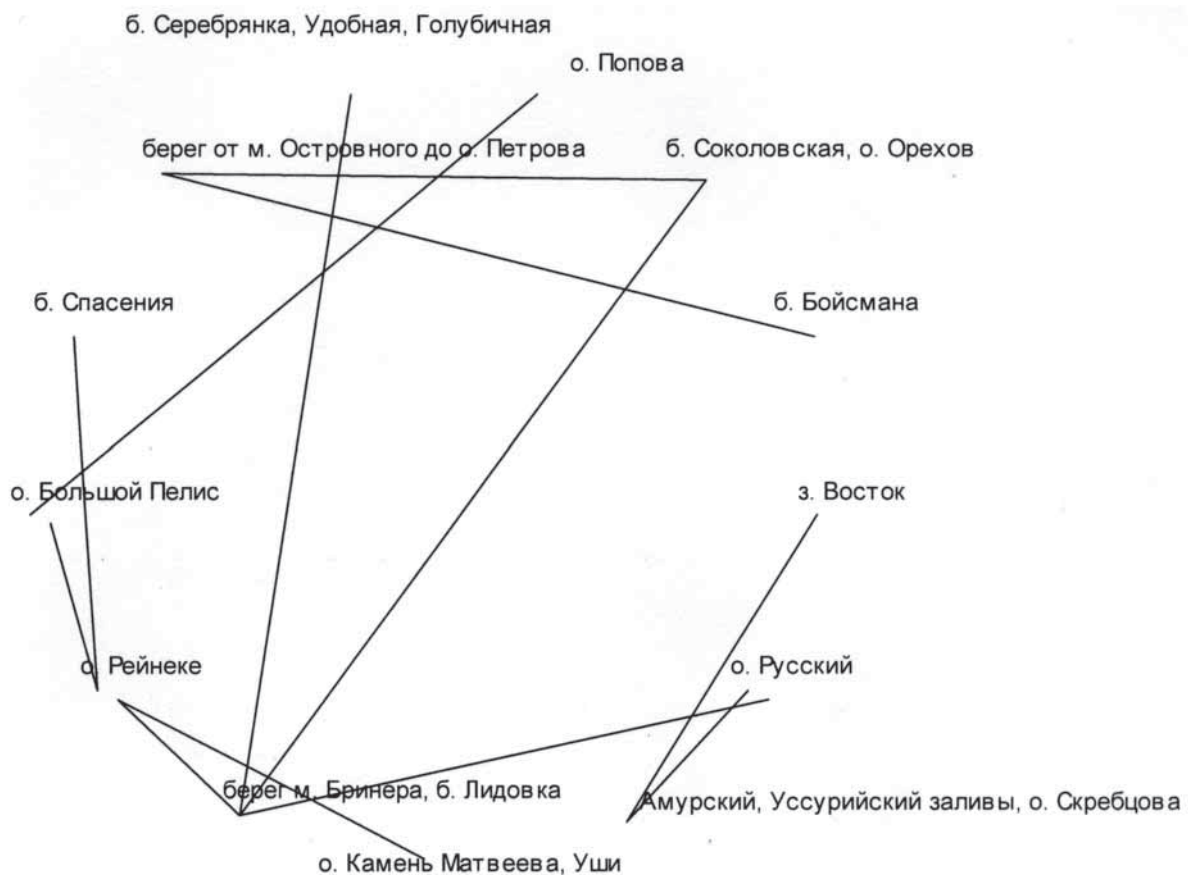 б. Серебрянка, Удобная, Голубичная
о. Попова
берег от м. Островного до о. Петрова
б. Соколовская, о. Орехов
б. Спасения
б. Бойсмана
о. Большой Пелис
з. Восток
о. Рейнеке
о. Русский
берег м. Бринера, б. Лидовка
Амурский, Уссурийский заливы, о. Скребцова
о. Камень Матвеева, Уши